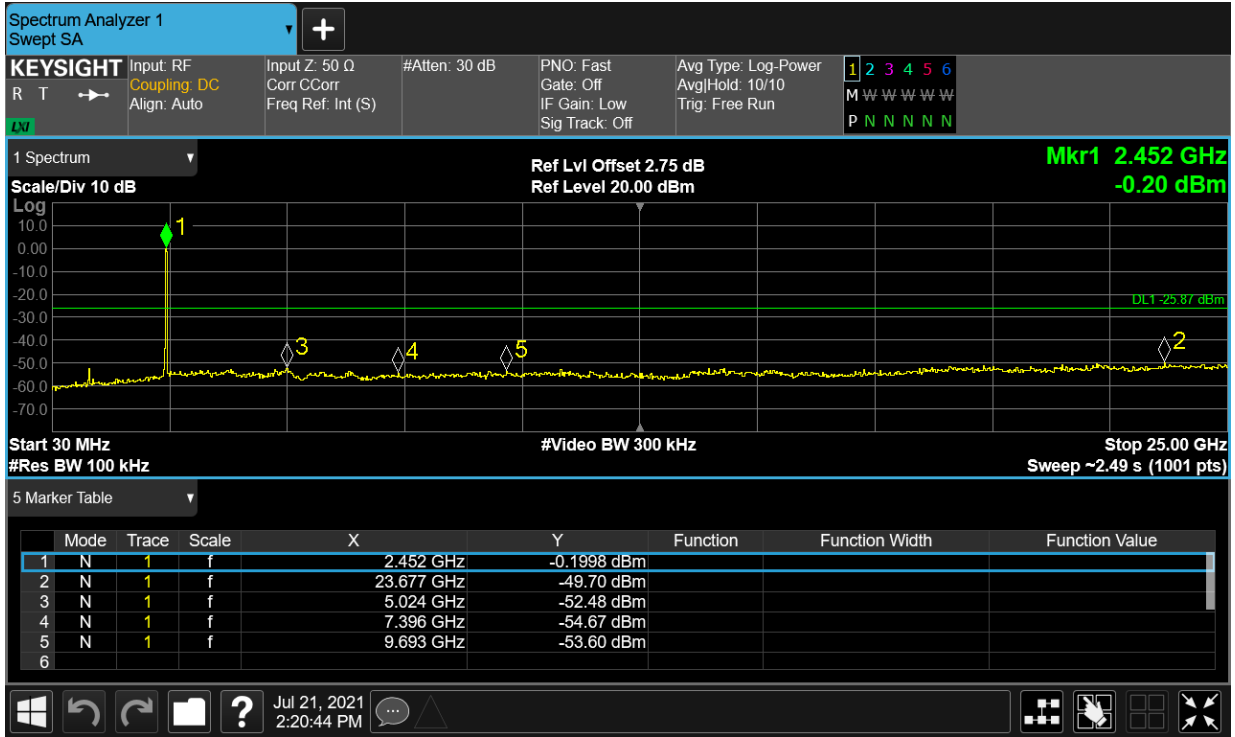 Spectrum Analyzer 1
Swept SA
+
KEYSIGHT
R T
LXI
Input: RF
Coupling: DC
Align: Auto
Input Z: 50 Ω
Corr CCorr
Freq Ref: Int (S)
#Atten: 30 dB
PNO: Fast
Gate: Off
IF Gain: Low
Sig Track: Off
Avg Type: Log-Power
Avg|Hold: 10/10
Trig: Free Run
1 2 3 4 5 6
M W W W W W
P N N N N N
1 Spectrum
Scale/Div 10 dB
Ref Lvl Offset 2.75 dB
Ref Level 20.00 dBm
Mkr1 2.452 GHz
-0.20 dBm
Log
10.0
0.00
-10.0
-20.0
-30.0
-40.0
-50.0
-60.0
-70.0
1
DL1 -25.87 dBm
3
4
5
2
Start 30 MHz
#Video BW 300 kHz
Stop 25.00 GHz
#Res BW 100 kHz
Sweep ~2.49 s (1001 pts)
5 Marker Table
Mode Trace Scale X Y Function Function Width Function Value
1 N 1 f 2.452 GHz -0.1998 dBm
2 N 1 f 23.677 GHz -49.70 dBm
3 N 1 f 5.024 GHz -52.48 dBm
4 N 1 f 7.396 GHz -54.67 dBm
5 N 1 f 9.693 GHz -53.60 dBm
6
?
Jul 21, 2021
2:20:44 PM